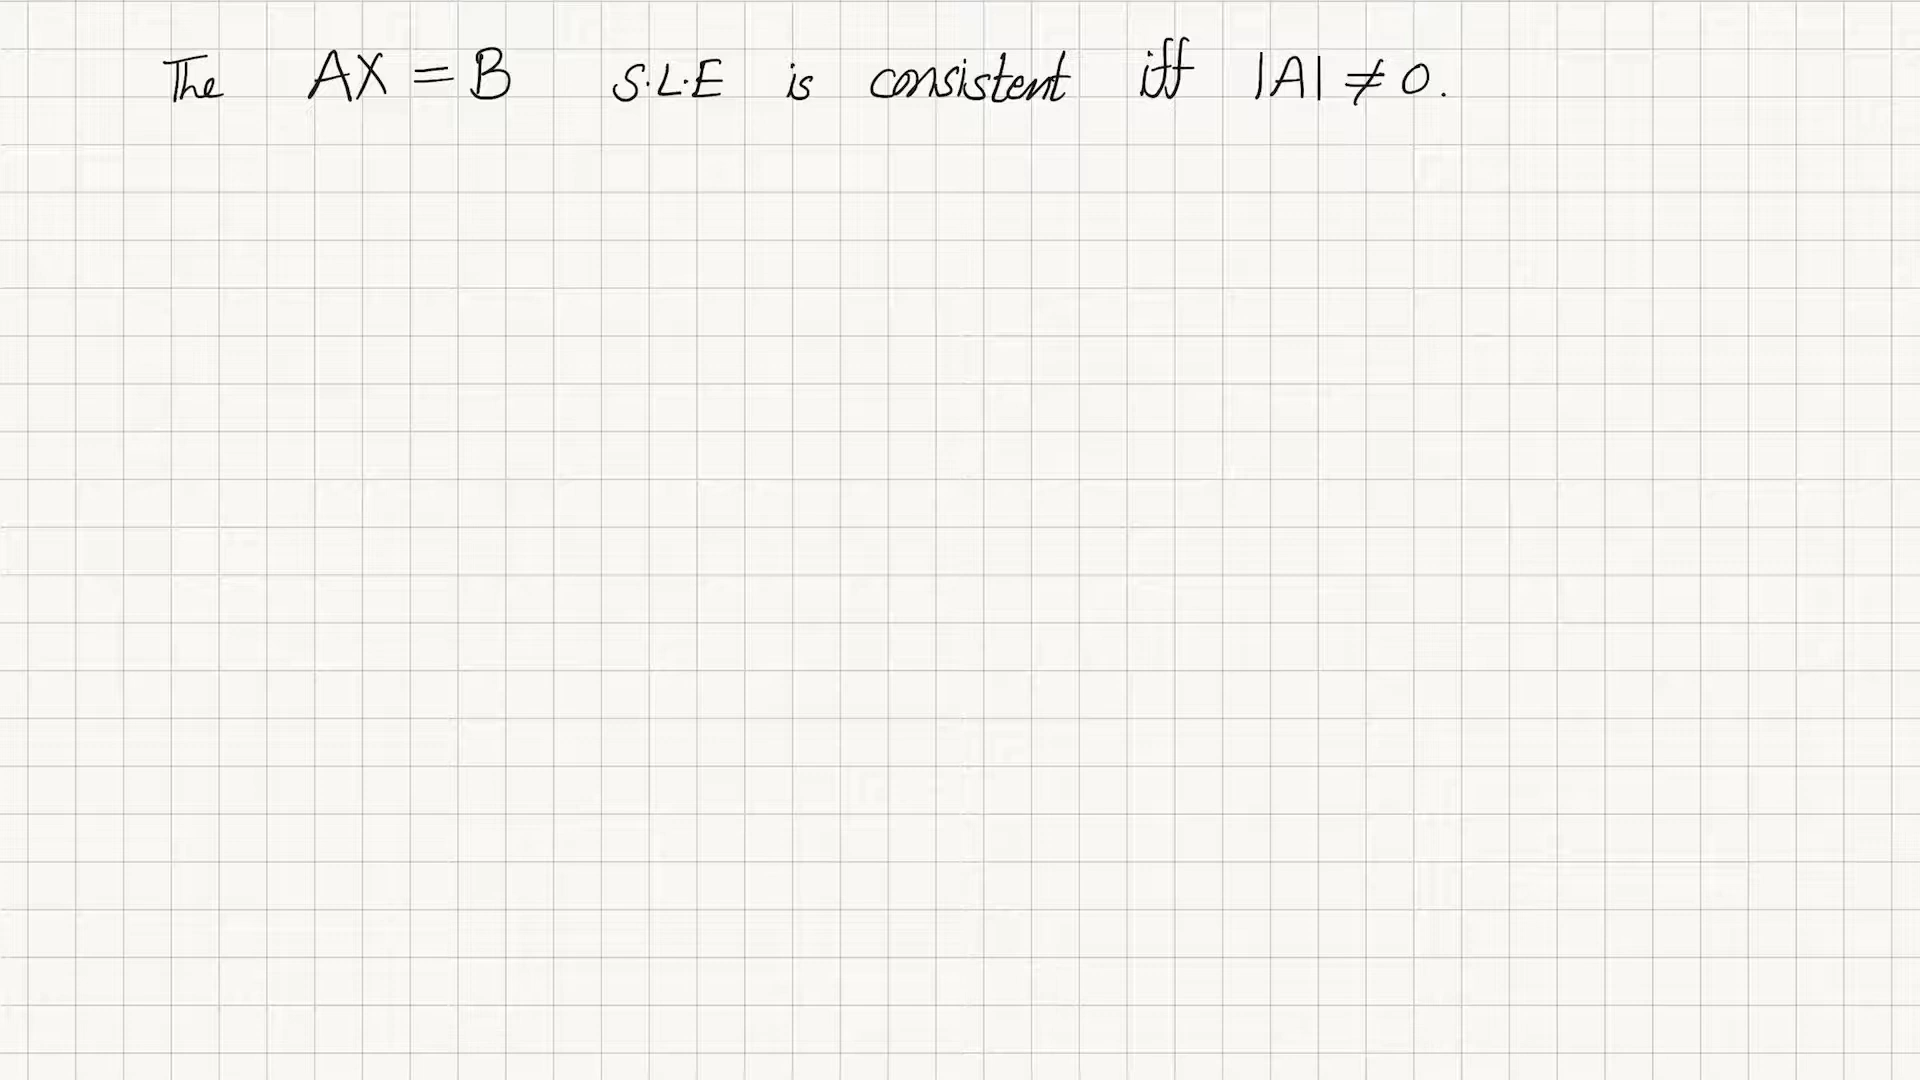 The AX = B S.L.E is consistent iff |A| ≠ 0.